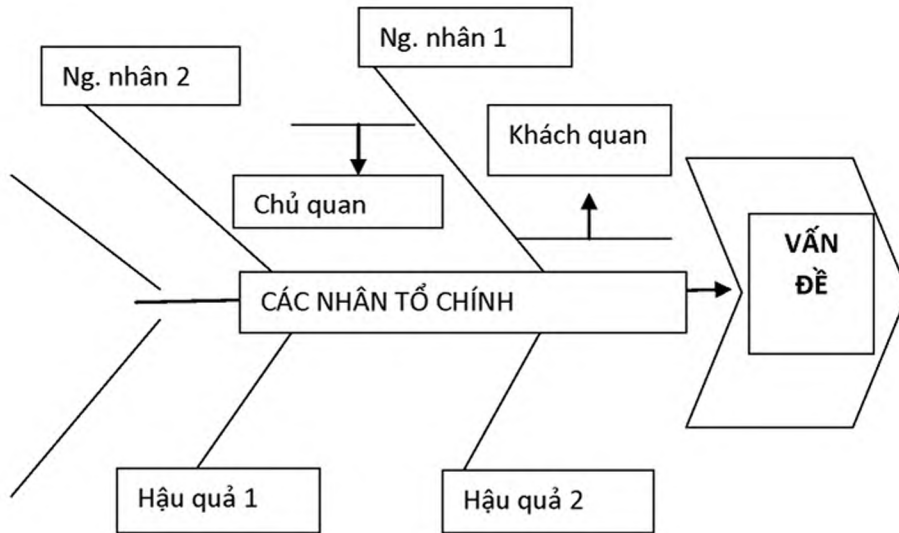 Ng. nhân 1
Ng. nhân 2
Khách quan
Chủ quan
VẤN
ĐỀ
CÁC NHÂN TỔ CHÍNH
Hậu quả 1
Hậu quả 2